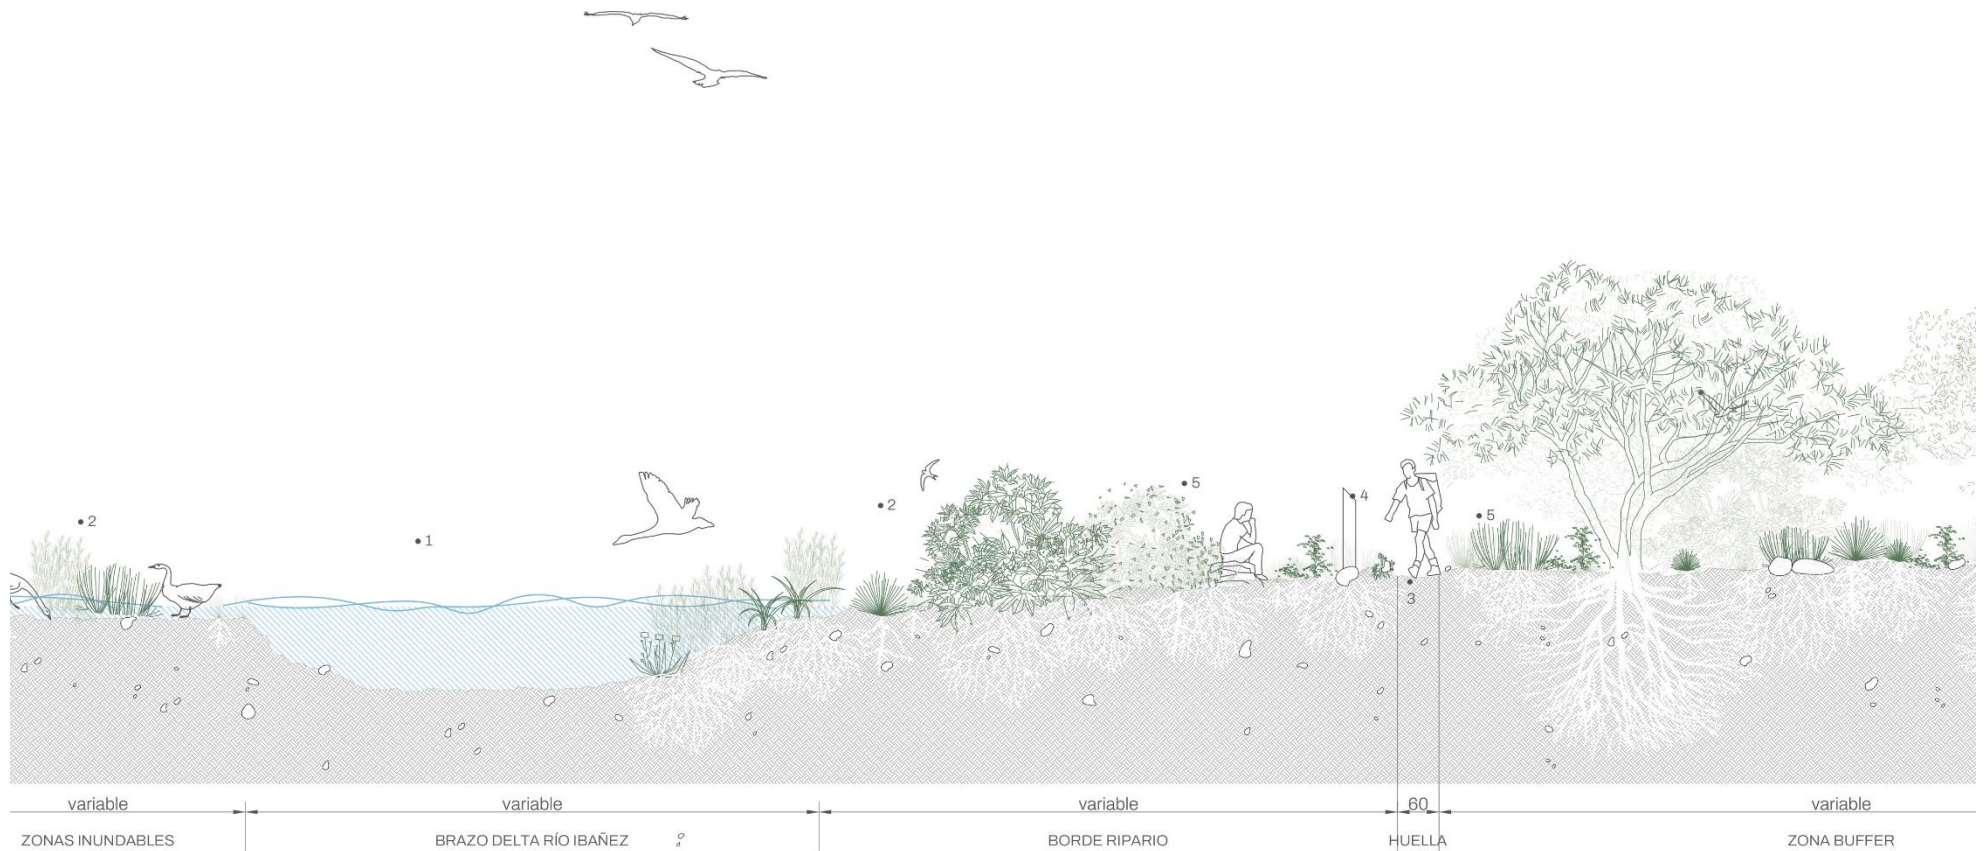 5
4
2
2
5
1
3
variable
variable
variable
60
variable
ZONAS INUNDABLES
BRAZO DELTA RÍO IBAÑEZ
BORDE RIPARIO
HUELLA
ZONA BUFFER